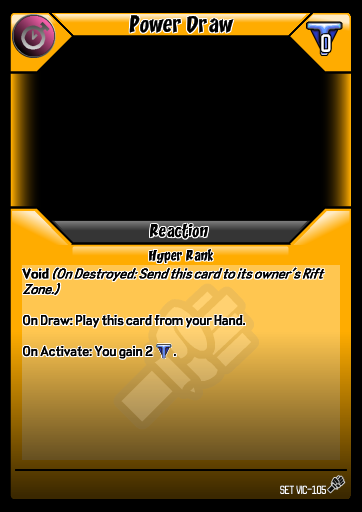 Power Draw
0
Reaction
Hyper Rank
Void (On Destroyed: Send this card to its owner's Rift
Zone.)
On Draw: Play this card from your Hand.
On Activate: You gain 2 .
SET VIC-105